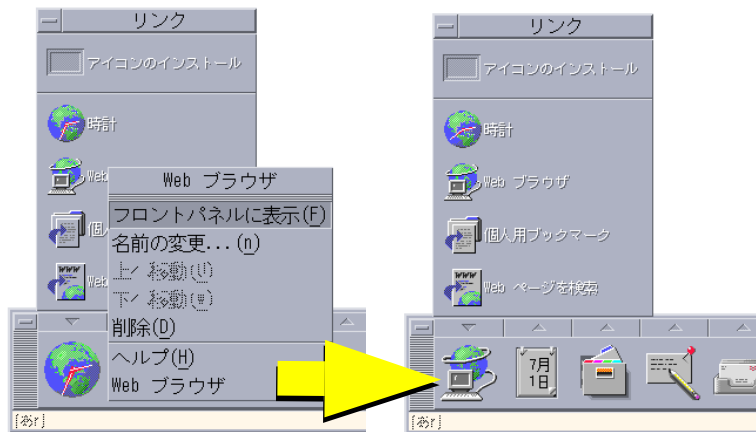 リンク
アイコンのインストール
時計
Web
個人
Web
Web ブラウザ
フロントパネルに表示(F)
名前の変更...(n)
上へ 移動(U)
下へ 移動(W)
削除(D)
ヘルプ(H)
Web ブラウザ
[あr]
リンク
アイコンのインストール
時計
Web ブラウザ
個人用ブックマーク
WWW
Web ページを検索
7月
1日
[あr]